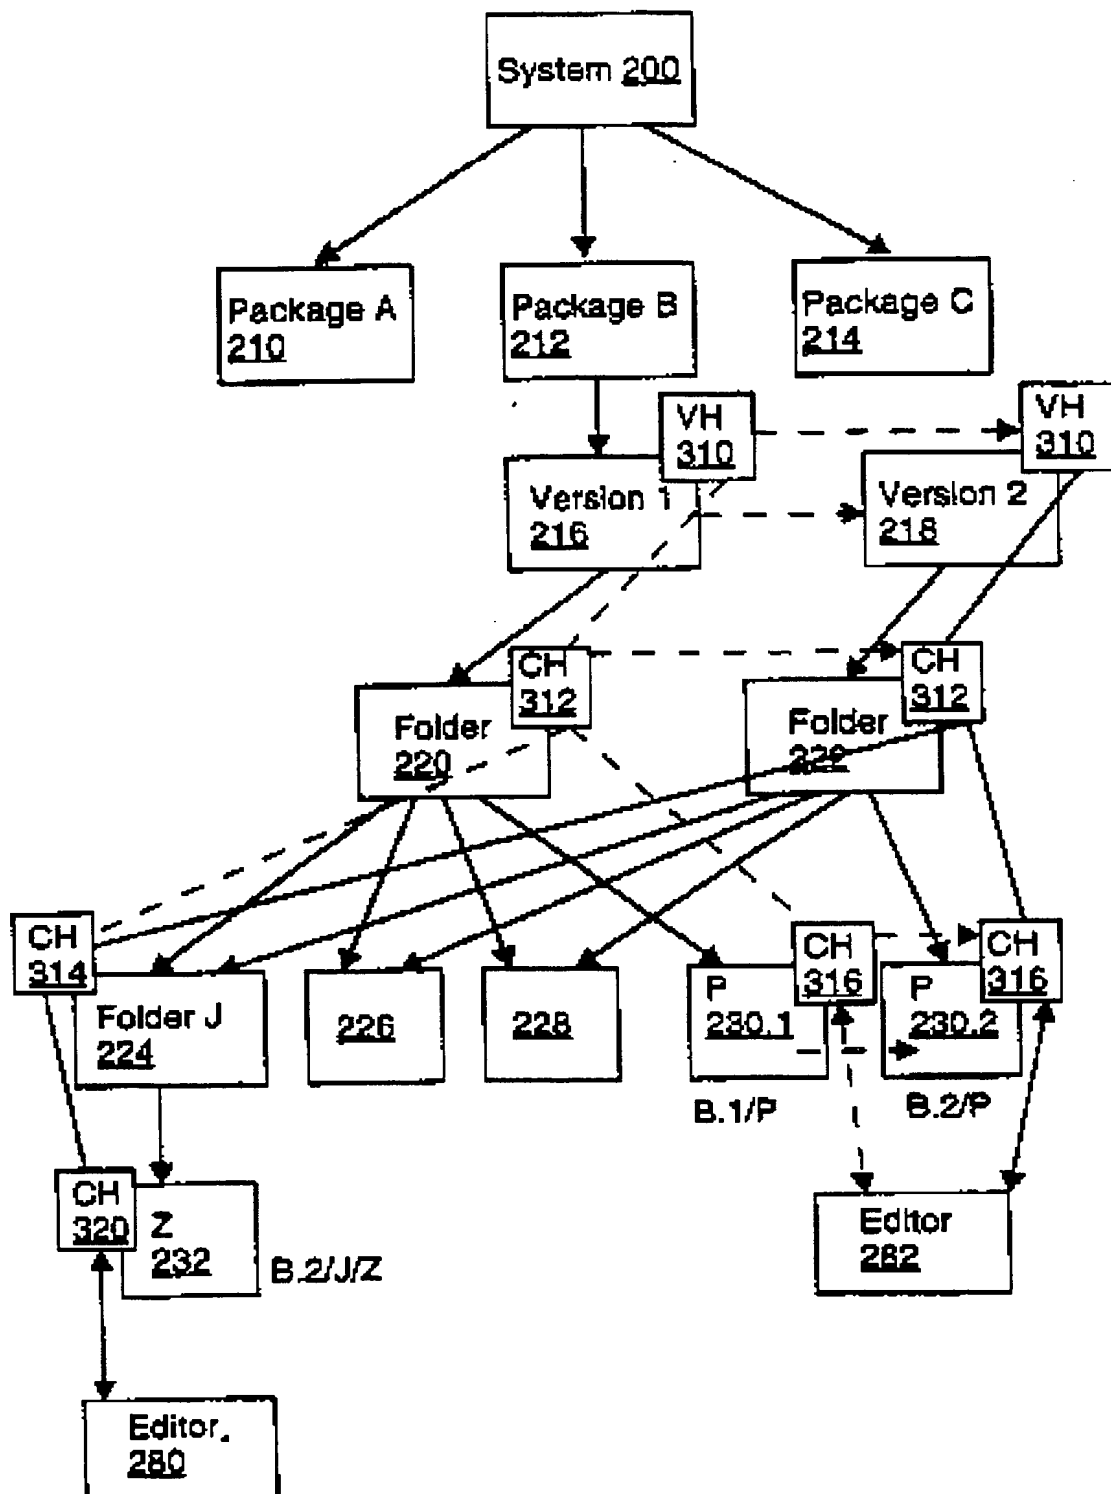 System 200
Package A
210
Package B
212
Package C
214
VH
310
VH
310
Version 1
216
Version 2
218
CH
312
CH
312
Folder
220
Folder
222
CH
314
CH
316
CH
316
Folder J
224
226
228
P
230.1
P
230.2
B.1/P
B.2/P
CH
320
Z
232
B.2/J/Z
Editor
282
Editor
280